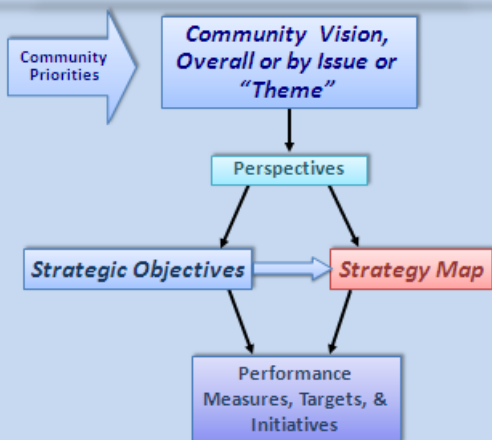 Community
Priorities
Community Vision,
Overall or by Issue or
“Theme”
Perspectives
Strategic Objectives
Strategy Map
Performance
Measures, Targets, &
Initiatives